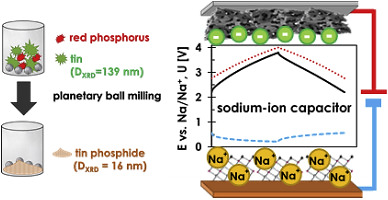 red phosphorus
tin
(DXRD=139 nm)
planetary ball milling
tin phosphide
(DXRD = 16 nm)
E vs. Na/Na⁺, U [V]
4
3
2
1
0
sodium-ion capacitor
Na⁺
Na⁺
Na⁺
Na⁺
Na⁺
Na⁺